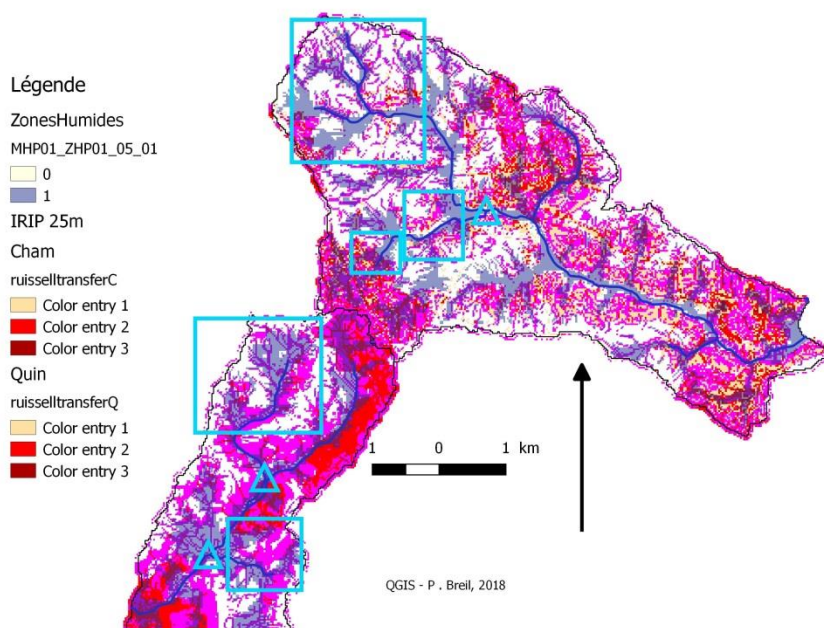 Légende
ZonesHumides
MHP01_ZHP01_05_01
0
1
IRIP 25m
Cham
ruisselltransferC
Color entry 1
Color entry 2
Color entry 3
Quin
ruisselltransferQ
Color entry 1
Color entry 2
Color entry 3
1 0 1 km
QGIS - P . Breil, 2018